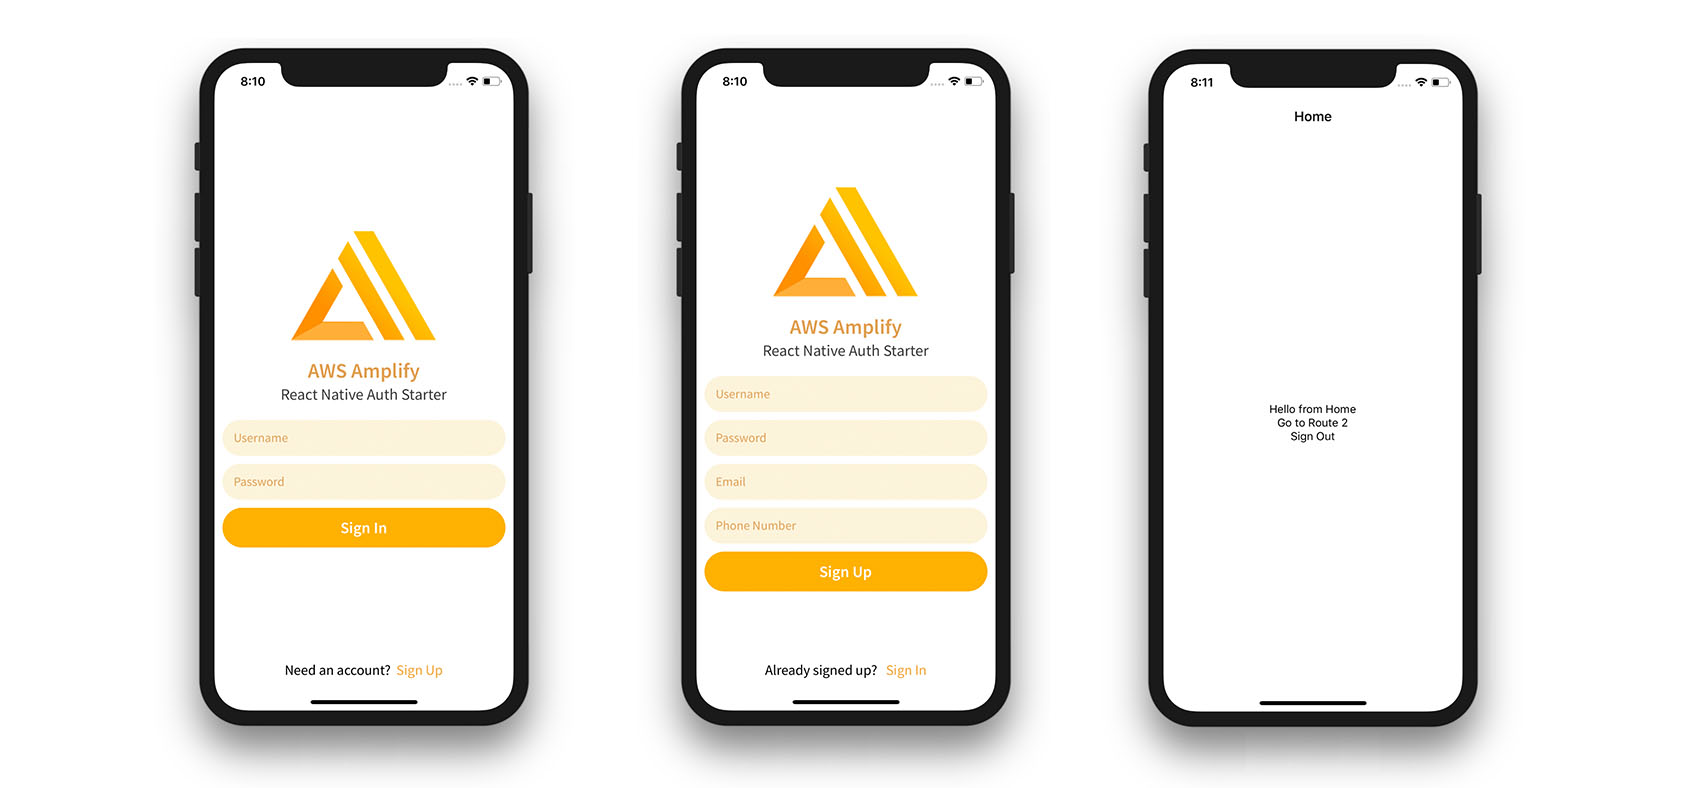 8:10
AWS Amplify
React Native Auth Starter
Username
Password
Sign In
Need an account? Sign Up
8:10
AWS Amplify
React Native Auth Starter
Username
Password
Email
Phone Number
Sign Up
Already signed up? Sign In
8:11
Home
Hello from Home
Go to Route 2
Sign Out